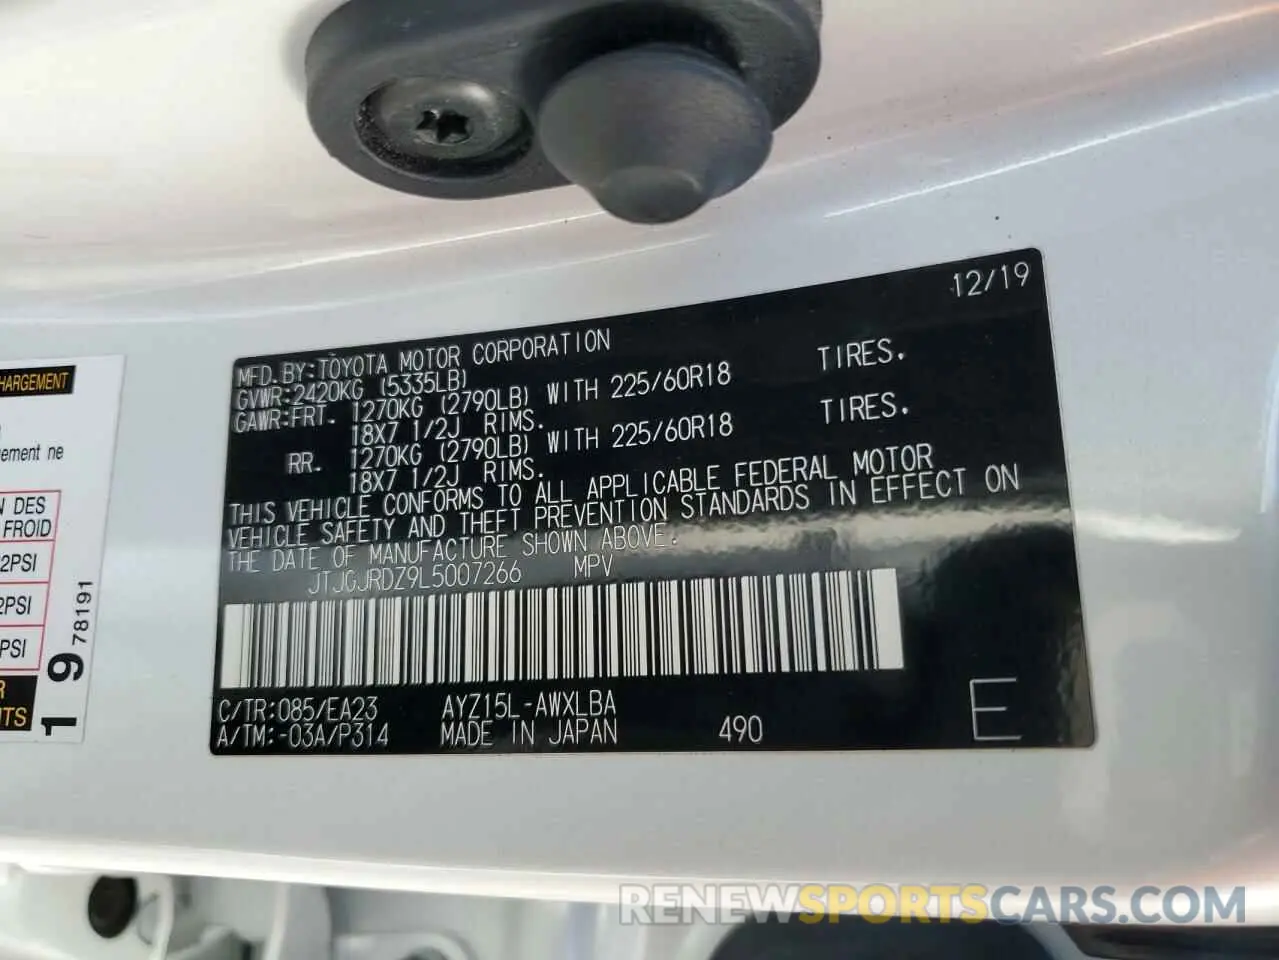 12/19
MFD. BY: TOYOTA MOTOR CORPORATION
GVWR: 2420KG (5335LB)
GAWR: FRT. 1270KG (2790LB) WITH 225/60R18 TIRES.
18X7 1/2J RIMS.
RR. 1270KG (2790LB) WITH 225/60R18 TIRES.
18X7 1/2J RIMS.
THIS VEHICLE CONFORMS TO ALL APPLICABLE FEDERAL MOTOR
VEHICLE SAFETY AND THEFT PREVENTION STANDARDS IN EFFECT ON
THE DATE OF MANUFACTURE SHOWN ABOVE.
JTJGJRDZ9L5007266 MPV
C/TR: 085/EA23 AYZ15L-AWXLBA
A/TM: -03A/P314 MADE IN JAPAN 490 E
HARGEMENT
ement ne
N DES
FROID
2PSI
2PSI
PSI
R
ITS
1 9 78191
RENEWSPORTSCARS.COM